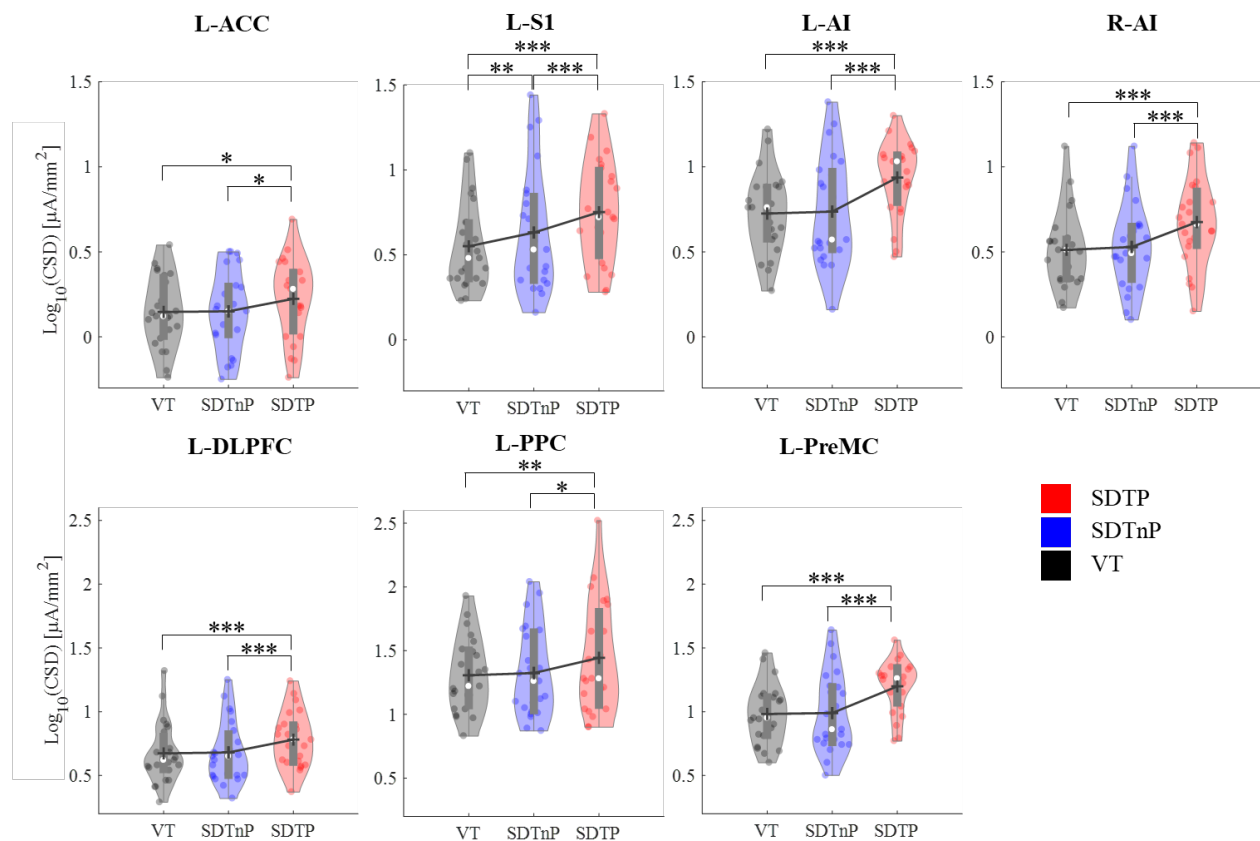 L-ACC
L-S1
L-AI
R-AI
Log10(CSD) [µA/mm²]
1.5
1
0.5
0
*
*
VT SDTnP SDTP
1.5
1
0.5
0
***
** ***
VT SDTnP SDTP
1.5
1
0.5
0
***
***
VT SDTnP SDTP
1.5
1
0.5
0
***
***
VT SDTnP SDTP
L-DLPFC
L-PPC
L-PreMC
Log10(CSD) [µA/mm²]
2.5
2
1.5
1
0.5
***
***
VT SDTnP SDTP
2.5
2
1.5
1
0.5
**
*
VT SDTnP SDTP
2.5
2
1.5
1
0.5
***
***
VT SDTnP SDTP
SDTP
SDTnP
VT